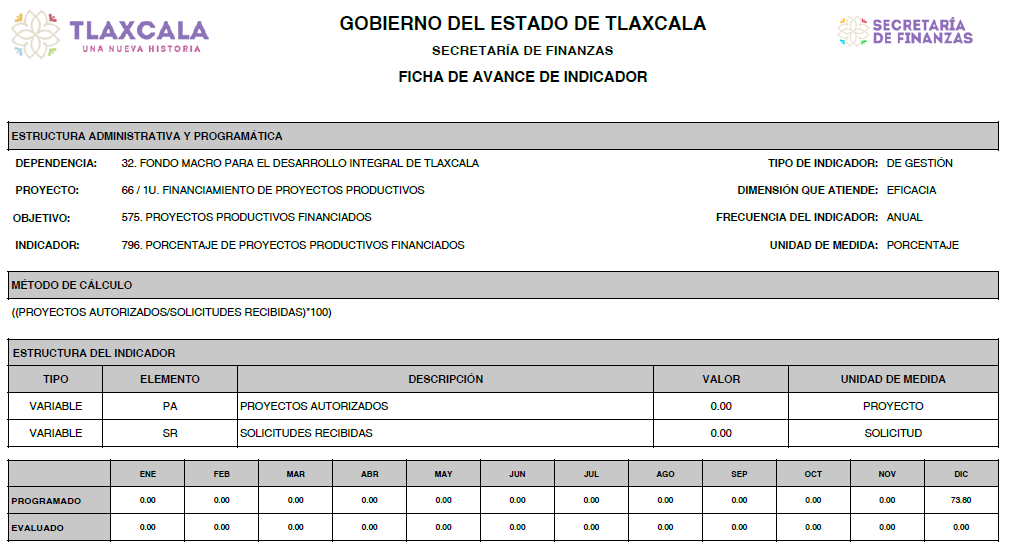 TLAXCALA
UNA NUEVA HISTORIA
GOBIERNO DEL ESTADO DE TLAXCALA
SECRETARÍA DE FINANZAS
FICHA DE AVANCE DE INDICADOR
SECRETARÍA
DE FINANZAS
ESTRUCTURA ADMINISTRATIVA Y PROGRAMÁTICA
DEPENDENCIA: 32. FONDO MACRO PARA EL DESARROLLO INTEGRAL DE TLAXCALA TIPO DE INDICADOR: DE GESTIÓN
PROYECTO: 66 / 1U. FINANCIAMIENTO DE PROYECTOS PRODUCTIVOS DIMENSIÓN QUE ATIENDE: EFICACIA
OBJETIVO: 575. PROYECTOS PRODUCTIVOS FINANCIADOS FRECUENCIA DEL INDICADOR: ANUAL
INDICADOR: 796. PORCENTAJE DE PROYECTOS PRODUCTIVOS FINANCIADOS UNIDAD DE MEDIDA: PORCENTAJE
MÉTODO DE CÁLCULO
((PROYECTOS AUTORIZADOS/SOLICITUDES RECIBIDAS)*100)
ESTRUCTURA DEL INDICADOR
TIPO ELEMENTO DESCRIPCIÓN VALOR UNIDAD DE MEDIDA
VARIABLE PA PROYECTOS AUTORIZADOS 0.00 PROYECTO
VARIABLE SR SOLICITUDES RECIBIDAS 0.00 SOLICITUD
ENE FEB MAR ABR MAY JUN JUL AGO SEP OCT NOV DIC
PROGRAMADO 0.00 0.00 0.00 0.00 0.00 0.00 0.00 0.00 0.00 0.00 0.00 73.80
EVALUADO 0.00 0.00 0.00 0.00 0.00 0.00 0.00 0.00 0.00 0.00 0.00 0.00